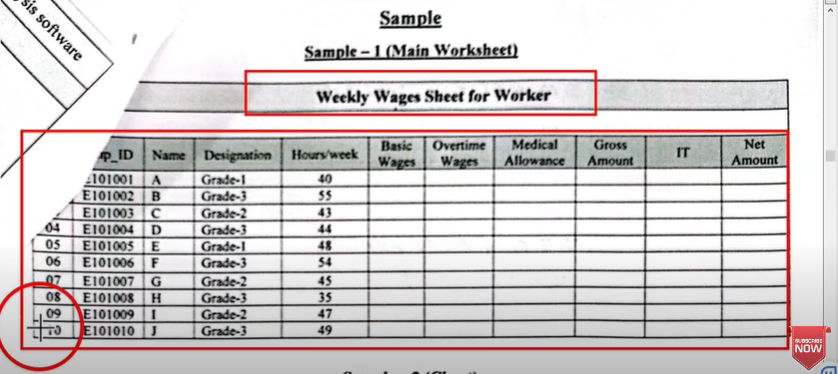 sis software
Sample
Sample – 1 (Main Worksheet)
Weekly Wages Sheet for Worker
p_ID Name Designation Hours/week Basic Wages Overtime Wages Medical Allowance Gross Amount IT Net Amount
E101001 A Grade-1 40
E101002 B Grade-3 55
E101003 C Grade-2 43
04 E101004 D Grade-3 44
05 E101005 E Grade-1 48
06 E101006 F Grade-3 54
07 E101007 G Grade-2 45
08 E101008 H Grade-3 35
09 E101009 I Grade-2 47
10 E101010 J Grade-3 49
SUBSCRIBE
NOW